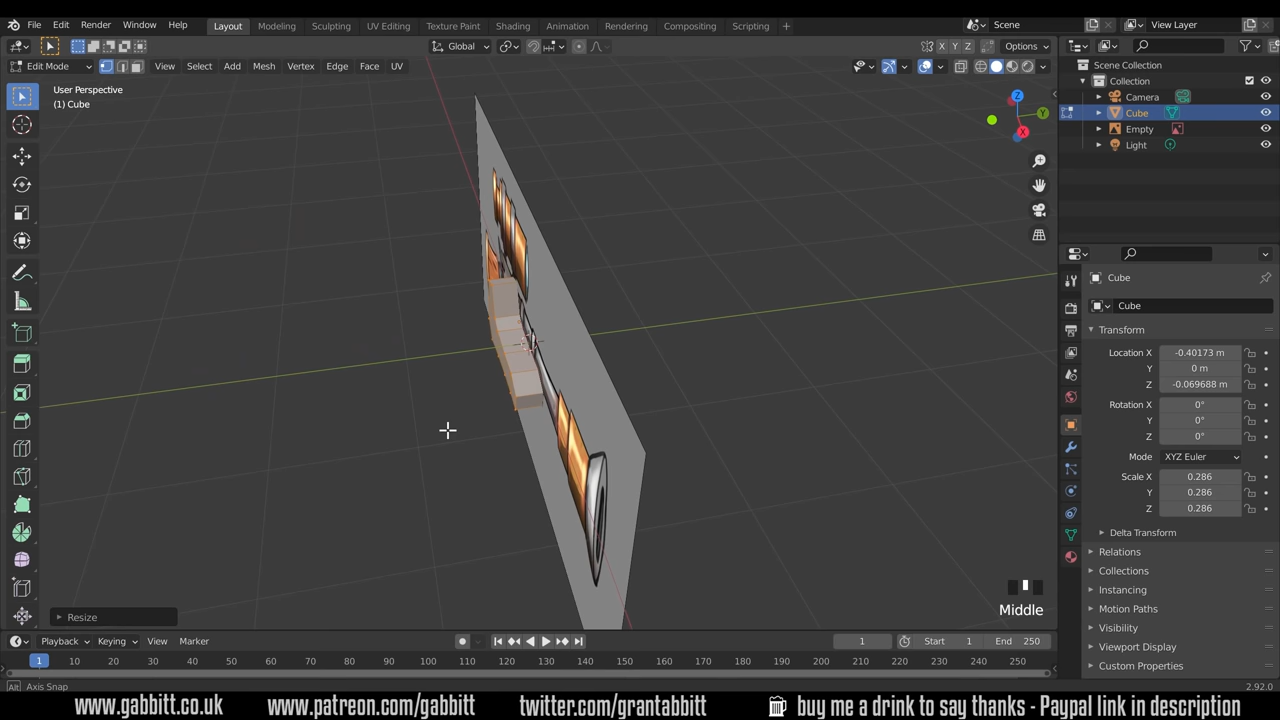 File Edit Render Window Help Layout Modeling Sculpting UV Editing Texture Paint Shading Animation Rendering Compositing Scripting + Scene View Layer
Global X Y Z Options
Edit Mode View Select Add Mesh Vertex Edge Face UV
Scene Collection
Collection
Camera
Cube
Empty
Light
User Perspective
(1) Cube
Z
Y
X
Cube
Cube
Transform
Location X -0.40173 m
Y 0 m
Z -0.069688 m
Rotation X 0°
Y 0°
Z 0°
Mode XYZ Euler
Scale X 0.286
Y 0.286
Z 0.286
Delta Transform
Relations
Collections
Instancing
Motion Paths
Visibility
Viewport Display
Custom Properties
Middle
Resize
Playback Keying View Marker 1 Start 1 End 250
1 10 20 30 40 50 60 70 80 90 100 110 120 130 140 150 160 170 180 190 200 210 220 230 240 250
Alt Axis Snap 2.92.0
www.gabbitt.co.uk www.patreon.com/gabbitt twitter.com/grantabbitt buy me a drink to say thanks - Paypal link in description